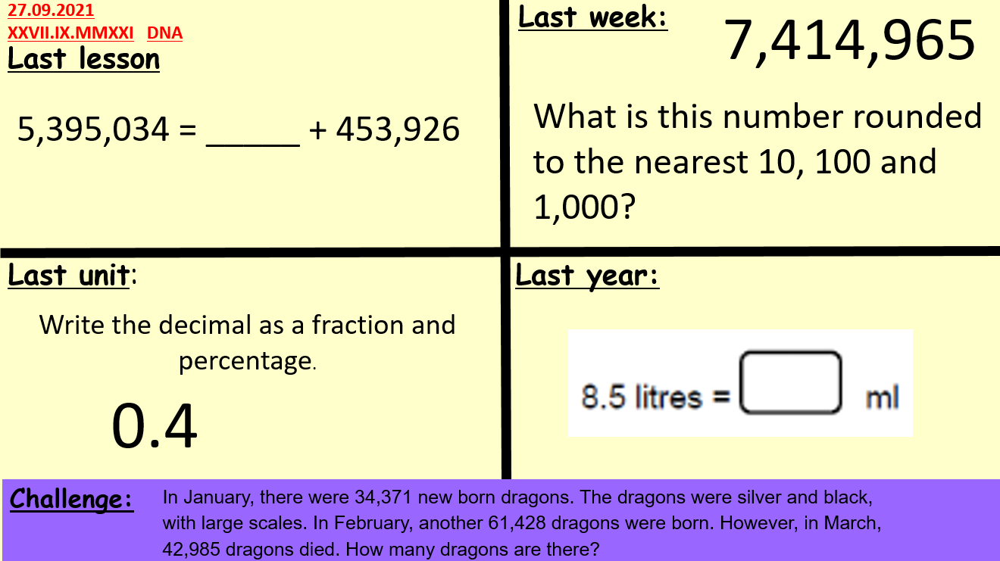 27.09.2021
XXVII.IX.MMXXI DNA
Last lesson
5,395,034 = _____ + 453,926
Last week:
7,414,965
What is this number rounded
to the nearest 10, 100 and
1,000?
Last unit:
Write the decimal as a fraction and
percentage.
0.4
Last year:
8.5 litres = ml
Challenge:
In January, there were 34,371 new born dragons. The dragons were silver and black,
with large scales. In February, another 61,428 dragons were born. However, in March,
42,985 dragons died. How many dragons are there?